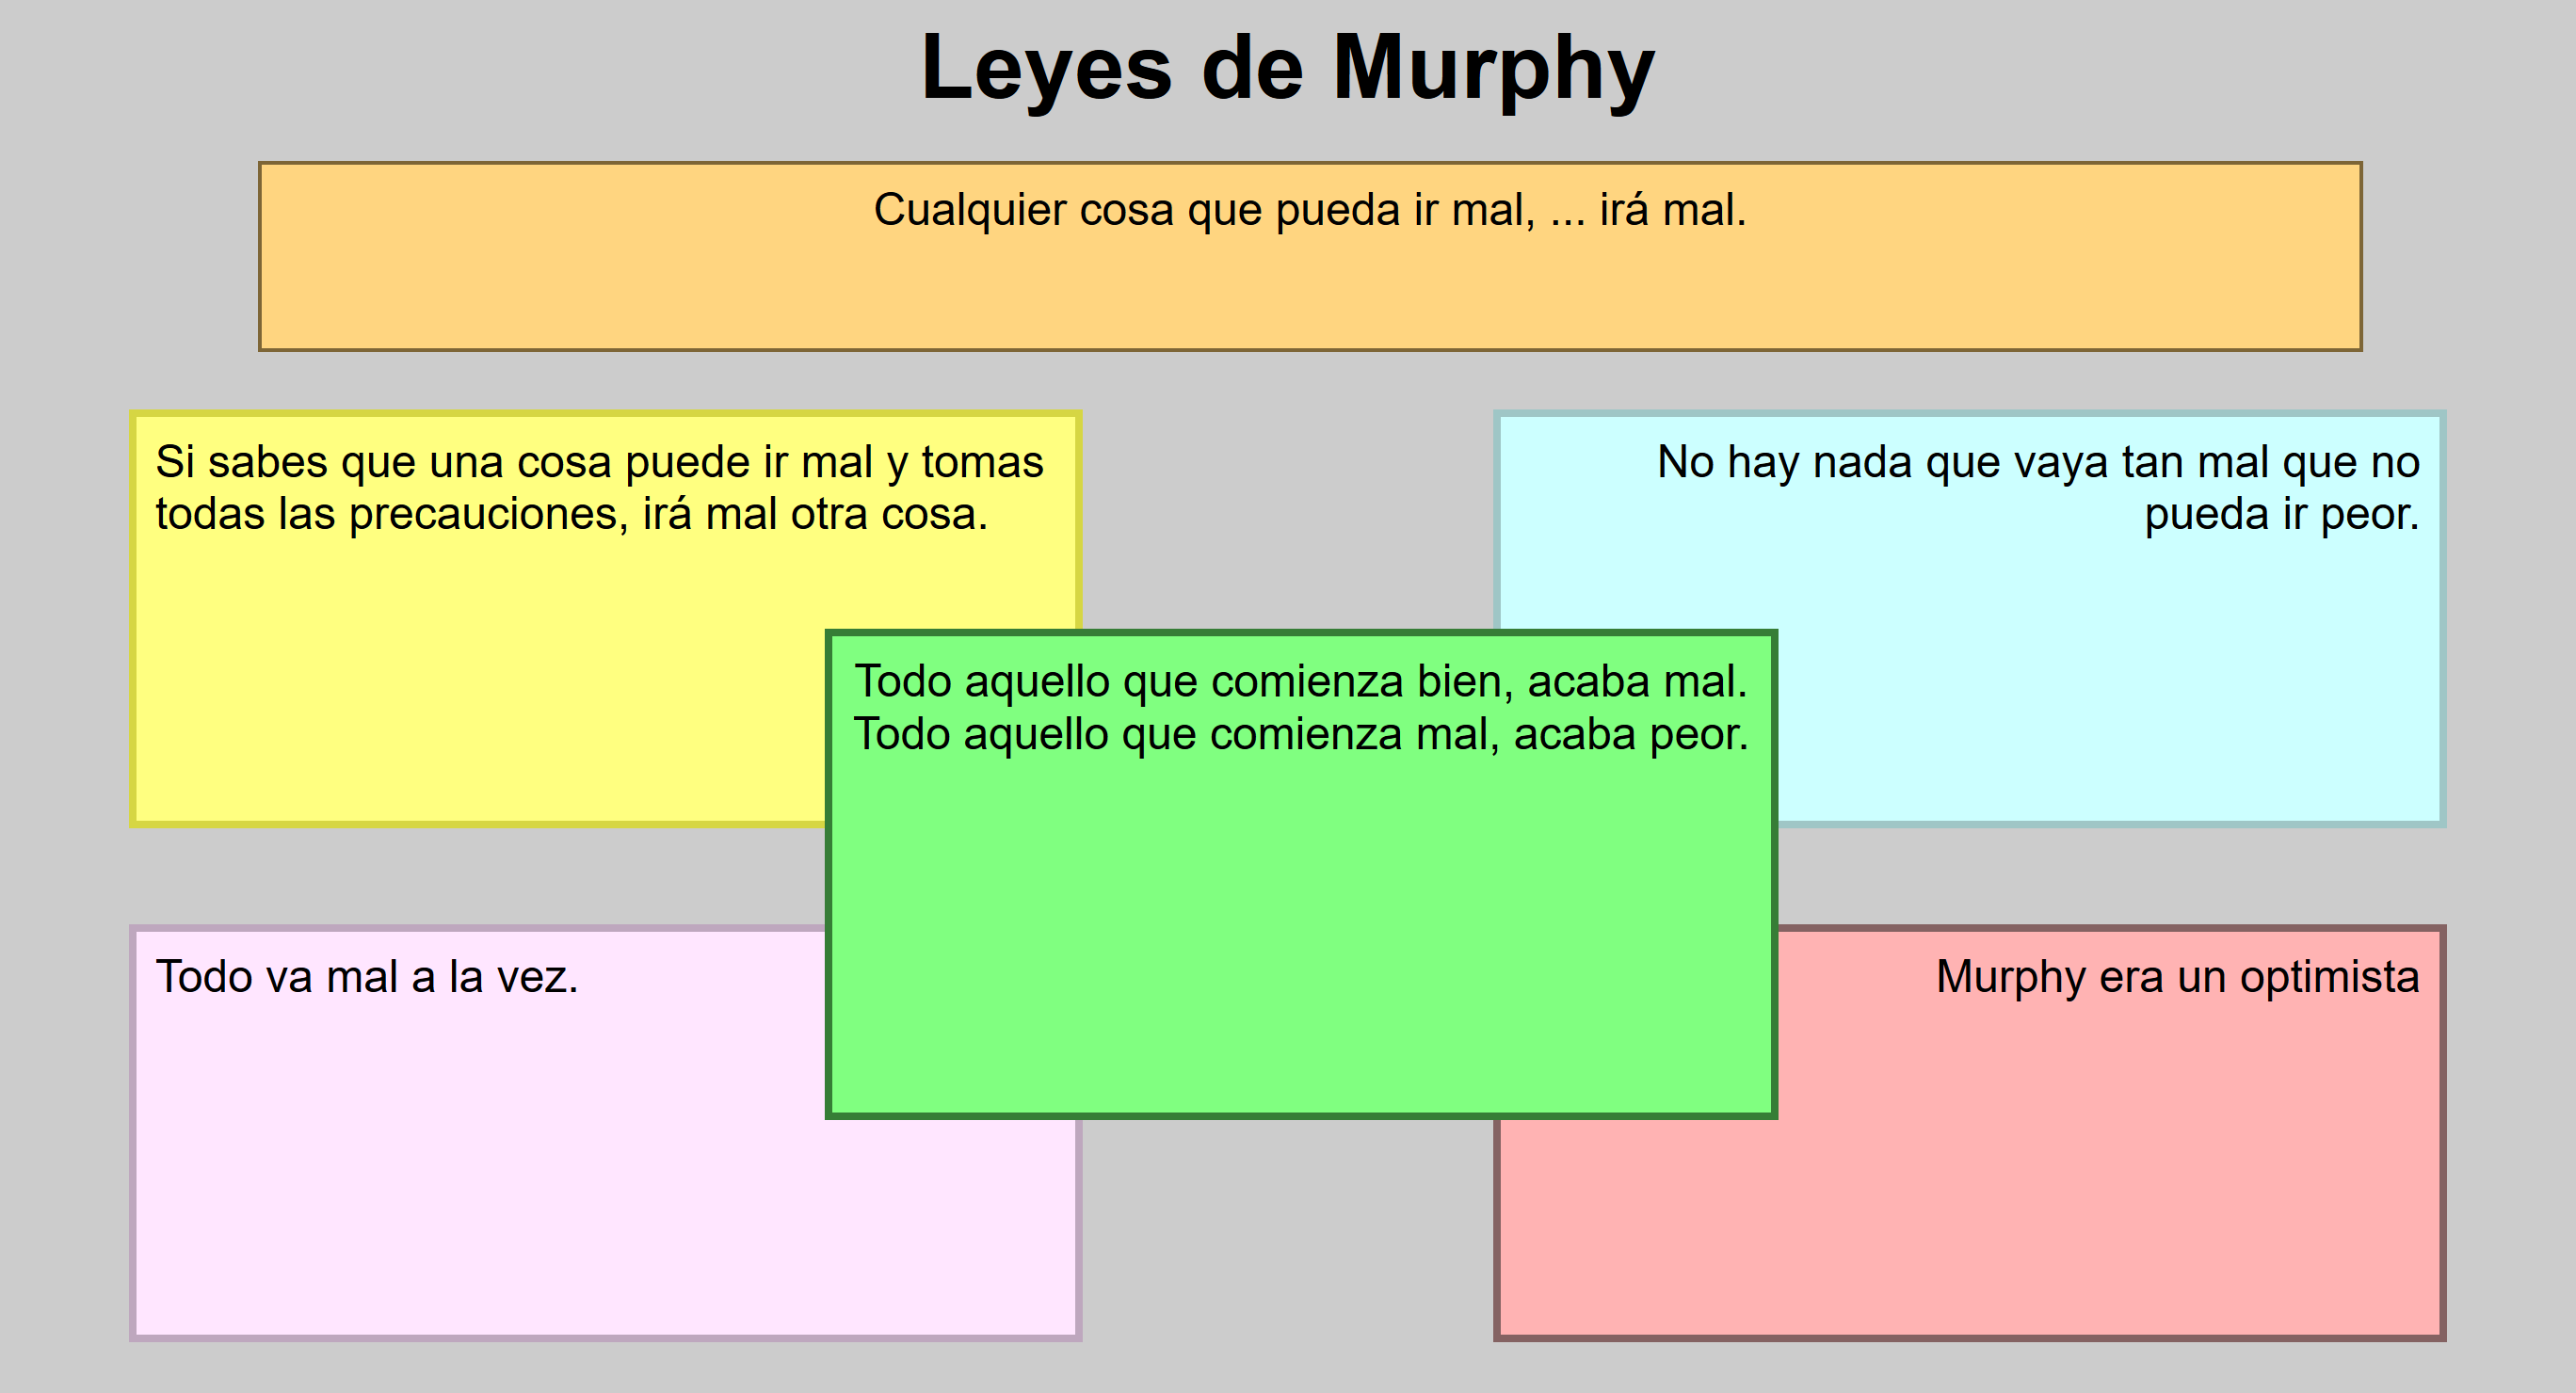 Leyes de Murphy
Cualquier cosa que pueda ir mal, ... irá mal.
Si sabes que una cosa puede ir mal y tomas
todas las precauciones, irá mal otra cosa.
No hay nada que vaya tan mal que no
pueda ir peor.
Todo aquello que comienza bien, acaba mal.
Todo aquello que comienza mal, acaba peor.
Todo va mal a la vez.
Murphy era un optimista